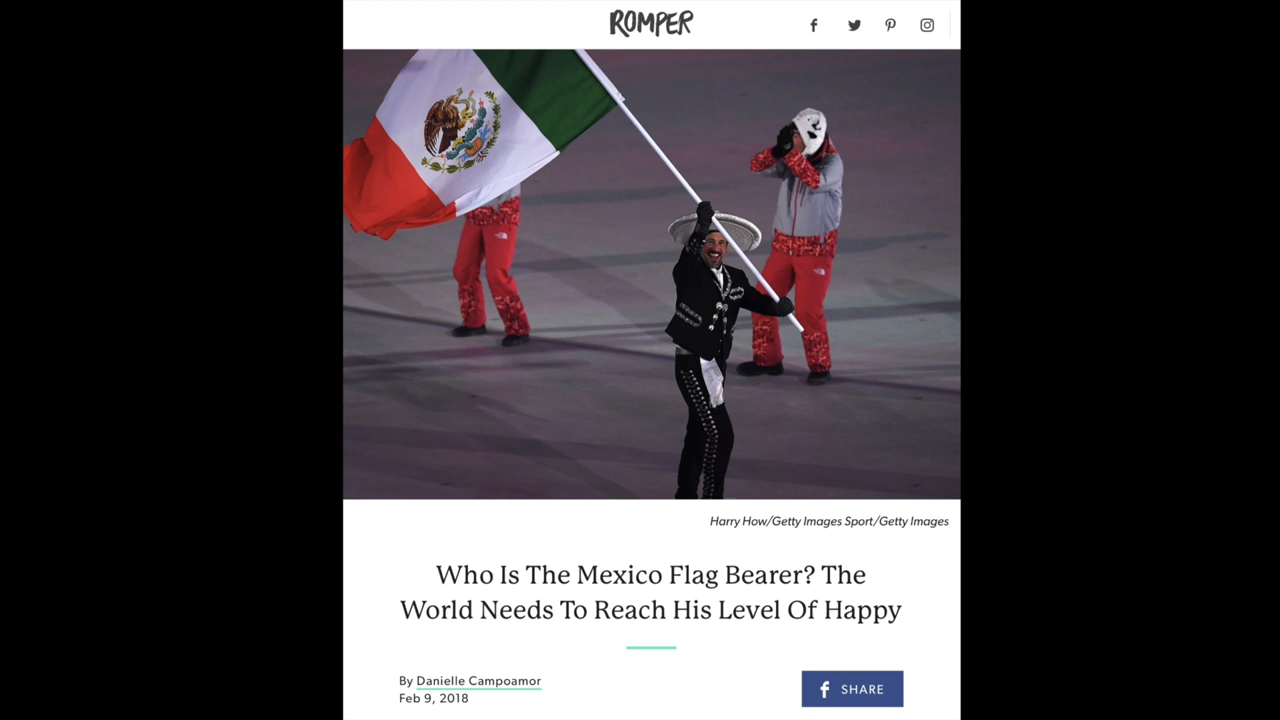 ROMPER
Harry How/Getty Images Sport/Getty Images
Who Is The Mexico Flag Bearer? The
World Needs To Reach His Level Of Happy
By Danielle Campoamor
Feb 9, 2018
f SHARE